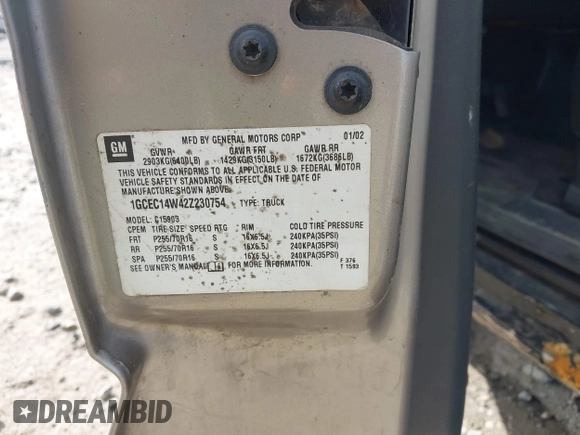 GM
MFD BY GENERAL MOTORS CORP 01/02
GVWR GAWR FRT GAWR RR
2903KG(6400LB) 1429KG(3150LB) 1672KG(3686LB)
THIS VEHICLE CONFORMS TO ALL APPLICABLE U.S. FEDERAL MOTOR
VEHICLE SAFETY STANDARDS IN EFFECT ON THE DATE OF
MANUFACTURE SHOWN ABOVE.
1GCEC14W42Z230754 TYPE: TRUCK
MODEL: C15903
CPEM TIRE SIZE SPEED RTG RIM COLD TIRE PRESSURE
FRT P255/70R16 S 16X6.5J 240KPA(35PSI)
RR P255/70R16 S 16X6.5J 240KPA(35PSI)
SPA P255/70R16 S 16X6.5J 240KPA(35PSI)
SEE OWNER'S MANUAL FOR MORE INFORMATION.
F 376
T 1593
DREAMBID